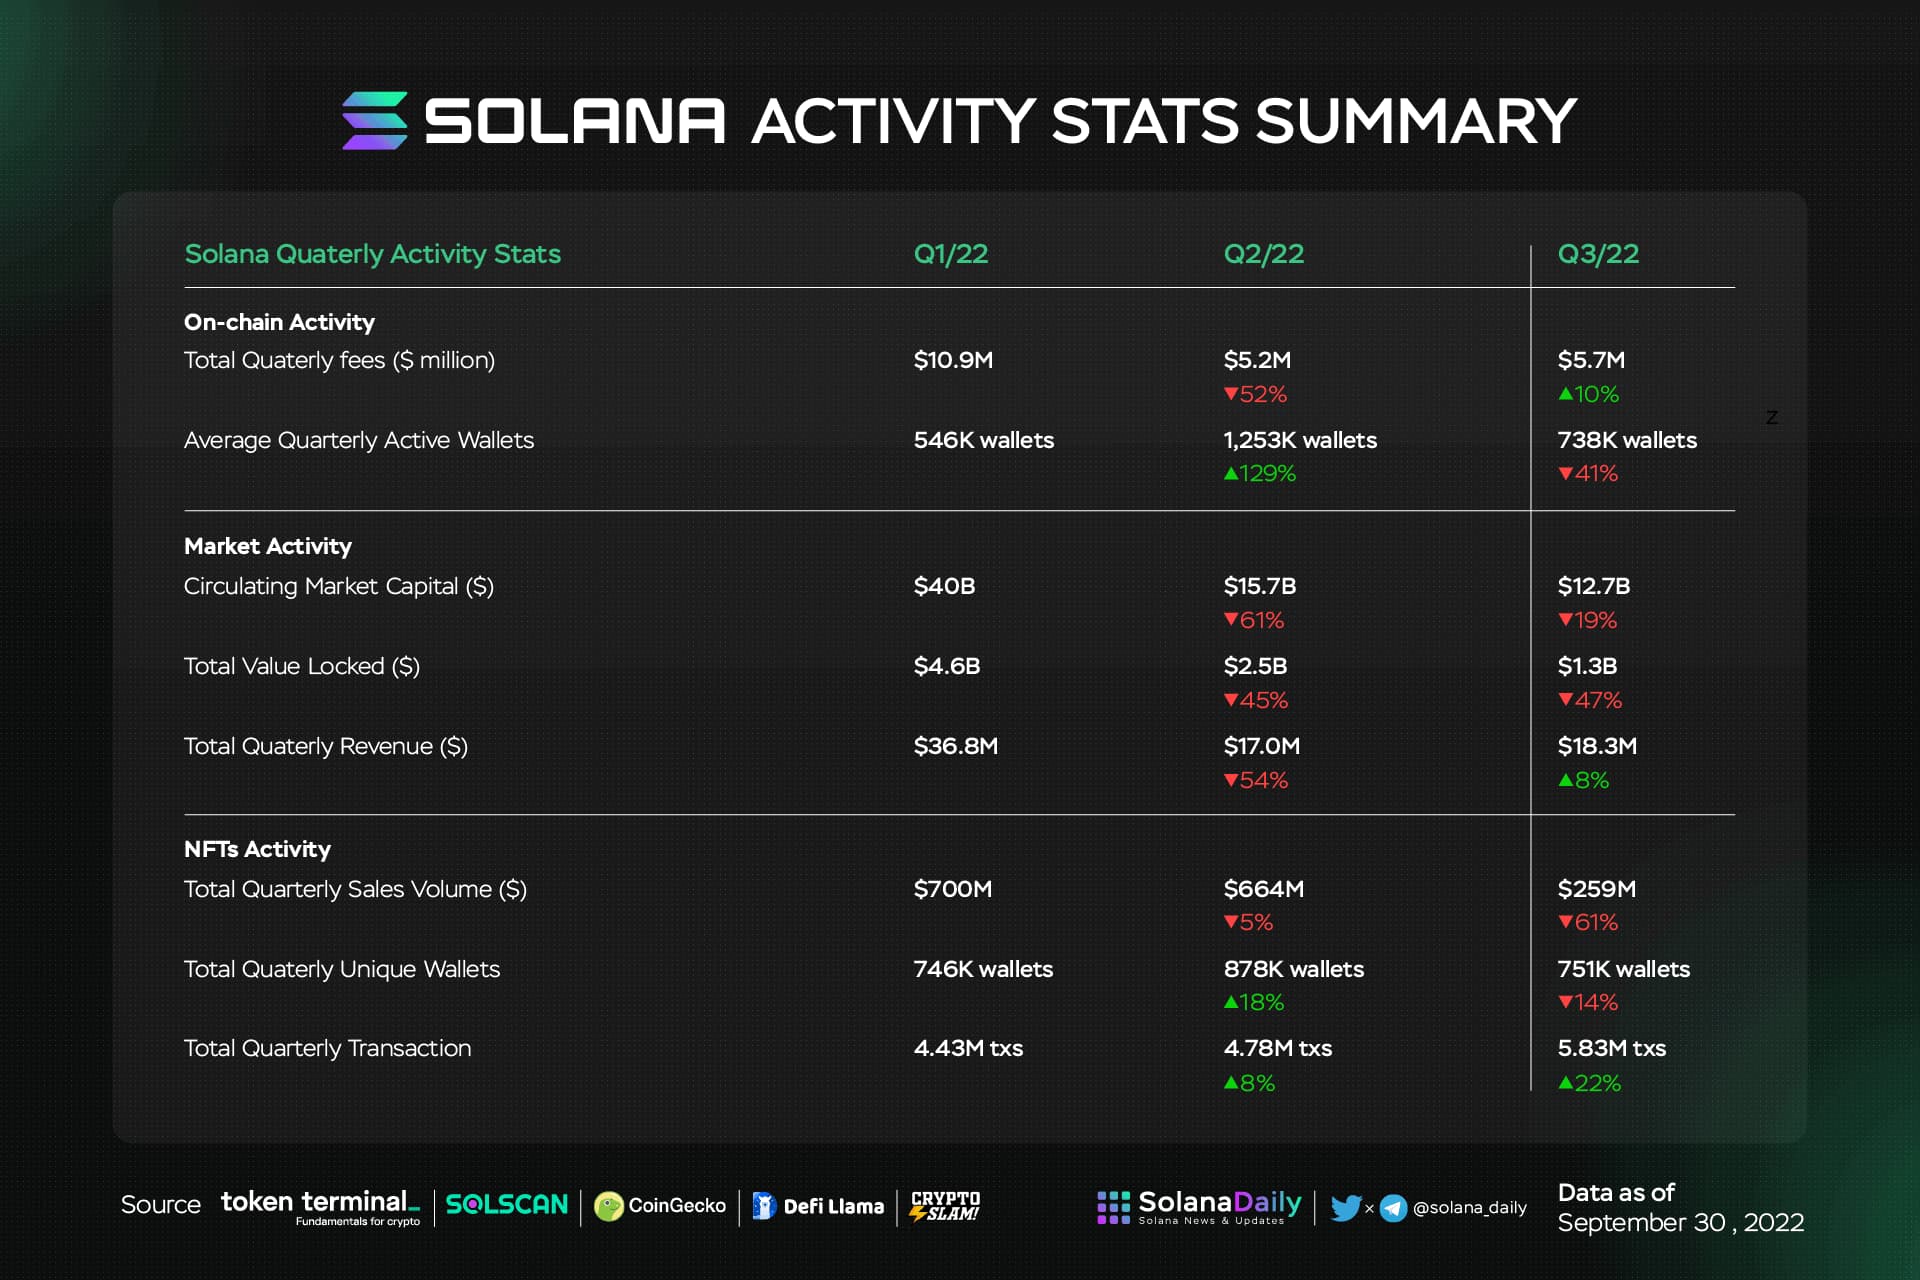 SOLANA ACTIVITY STATS SUMMARY
Solana Quaterly Activity Stats Q1/22 Q2/22 Q3/22
On-chain Activity
Total Quaterly fees ($ million) $10.9M $5.2M $5.7M
▼52% ▲10%
Z
Average Quarterly Active Wallets 546K wallets 1,253K wallets 738K wallets
▲129% ▼41%
Market Activity
Circulating Market Capital ($) $40B $15.7B $12.7B
▼61% ▼19%
Total Value Locked ($) $4.6B $2.5B $1.3B
▼45% ▼47%
Total Quaterly Revenue ($) $36.8M $17.0M $18.3M
▼54% ▲8%
NFTs Activity
Total Quarterly Sales Volume ($) $700M $664M $259M
▼5% ▼61%
Total Quaterly Unique Wallets 746K wallets 878K wallets 751K wallets
▲18% ▼14%
Total Quarterly Transaction 4.43M txs 4.78M txs 5.83M txs
▲8% ▲22%
Source token terminal_ SOLSCAN CoinGecko Defi Llama CRYPTO SLAM! SolanaDaily × @solana_daily
Fundamentals for crypto Solana News & Updates
Data as of
September 30 , 2022